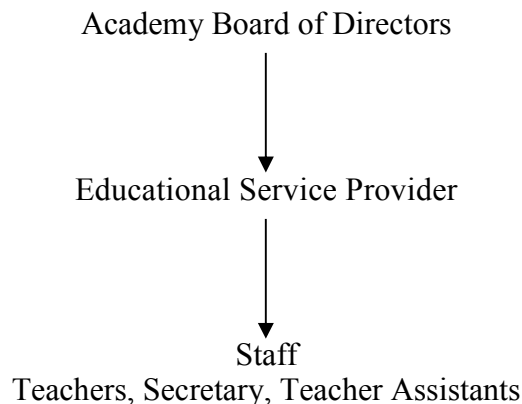 Academy Board of Directors
Educational Service Provider
Staff
Teachers, Secretary, Teacher Assistants